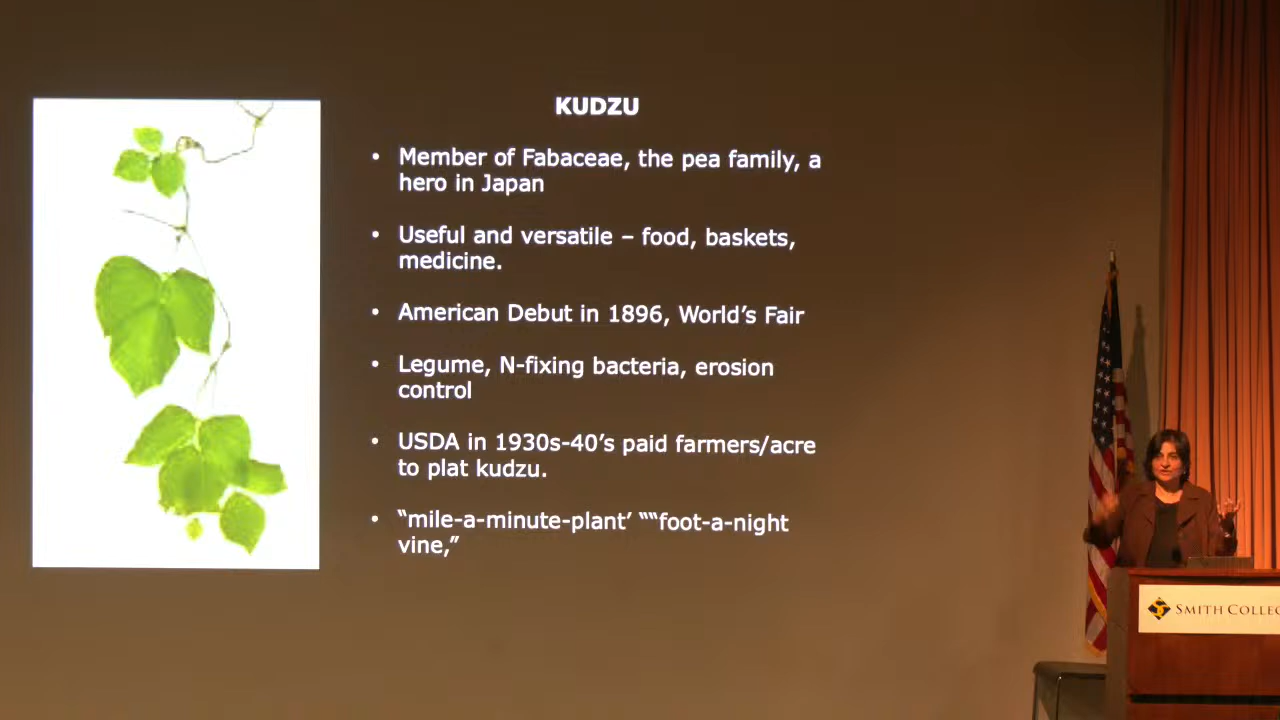 KUDZU
• Member of Fabaceae, the pea family, a
hero in Japan
• Useful and versatile – food, baskets,
medicine.
• American Debut in 1896, World’s Fair
• Legume, N-fixing bacteria, erosion
control
• USDA in 1930s-40’s paid farmers/acre
to plat kudzu.
• “mile-a-minute-plant’ ““foot-a-night
vine,”
SMITH COLLEG